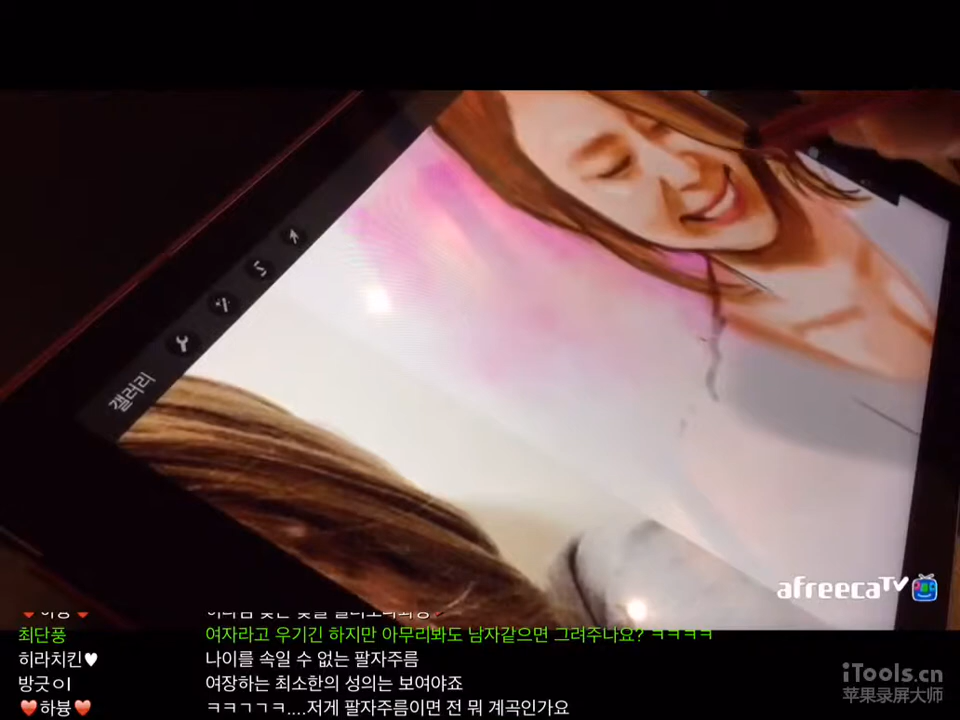 갤러리
afreecaTV
최단풍 여자라고 우기긴 하지만 아무리봐도 남자같으면 그려주나요? ㅋㅋㅋㅋ
히라치킨♥ 나이를 속일 수 없는 팔자주름
방긋ㅇl 여장하는 최소한의 성의는 보여야죠
♥하븅♥ ㅋㅋㄱㄱㅋ....저게 팔자주름이면 전 뭐 계곡인가요
iTools.cn
苹果录屏大师